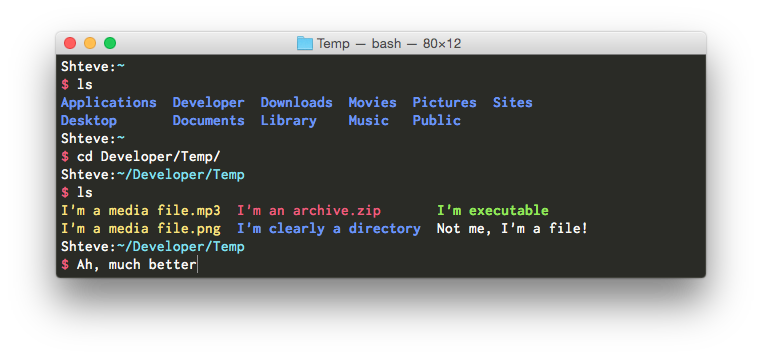 Temp — bash — 80×12
Shteve:~
$ ls
Applications  Developer  Downloads  Movies  Pictures  Sites
Desktop       Documents  Library    Music   Public
Shteve:~
$ cd Developer/Temp/
Shteve:~/Developer/Temp
$ ls
I'm a media file.mp3  I'm an archive.zip       I'm executable
I'm a media file.png  I'm clearly a directory  Not me, I'm a file!
Shteve:~/Developer/Temp
$ Ah, much better